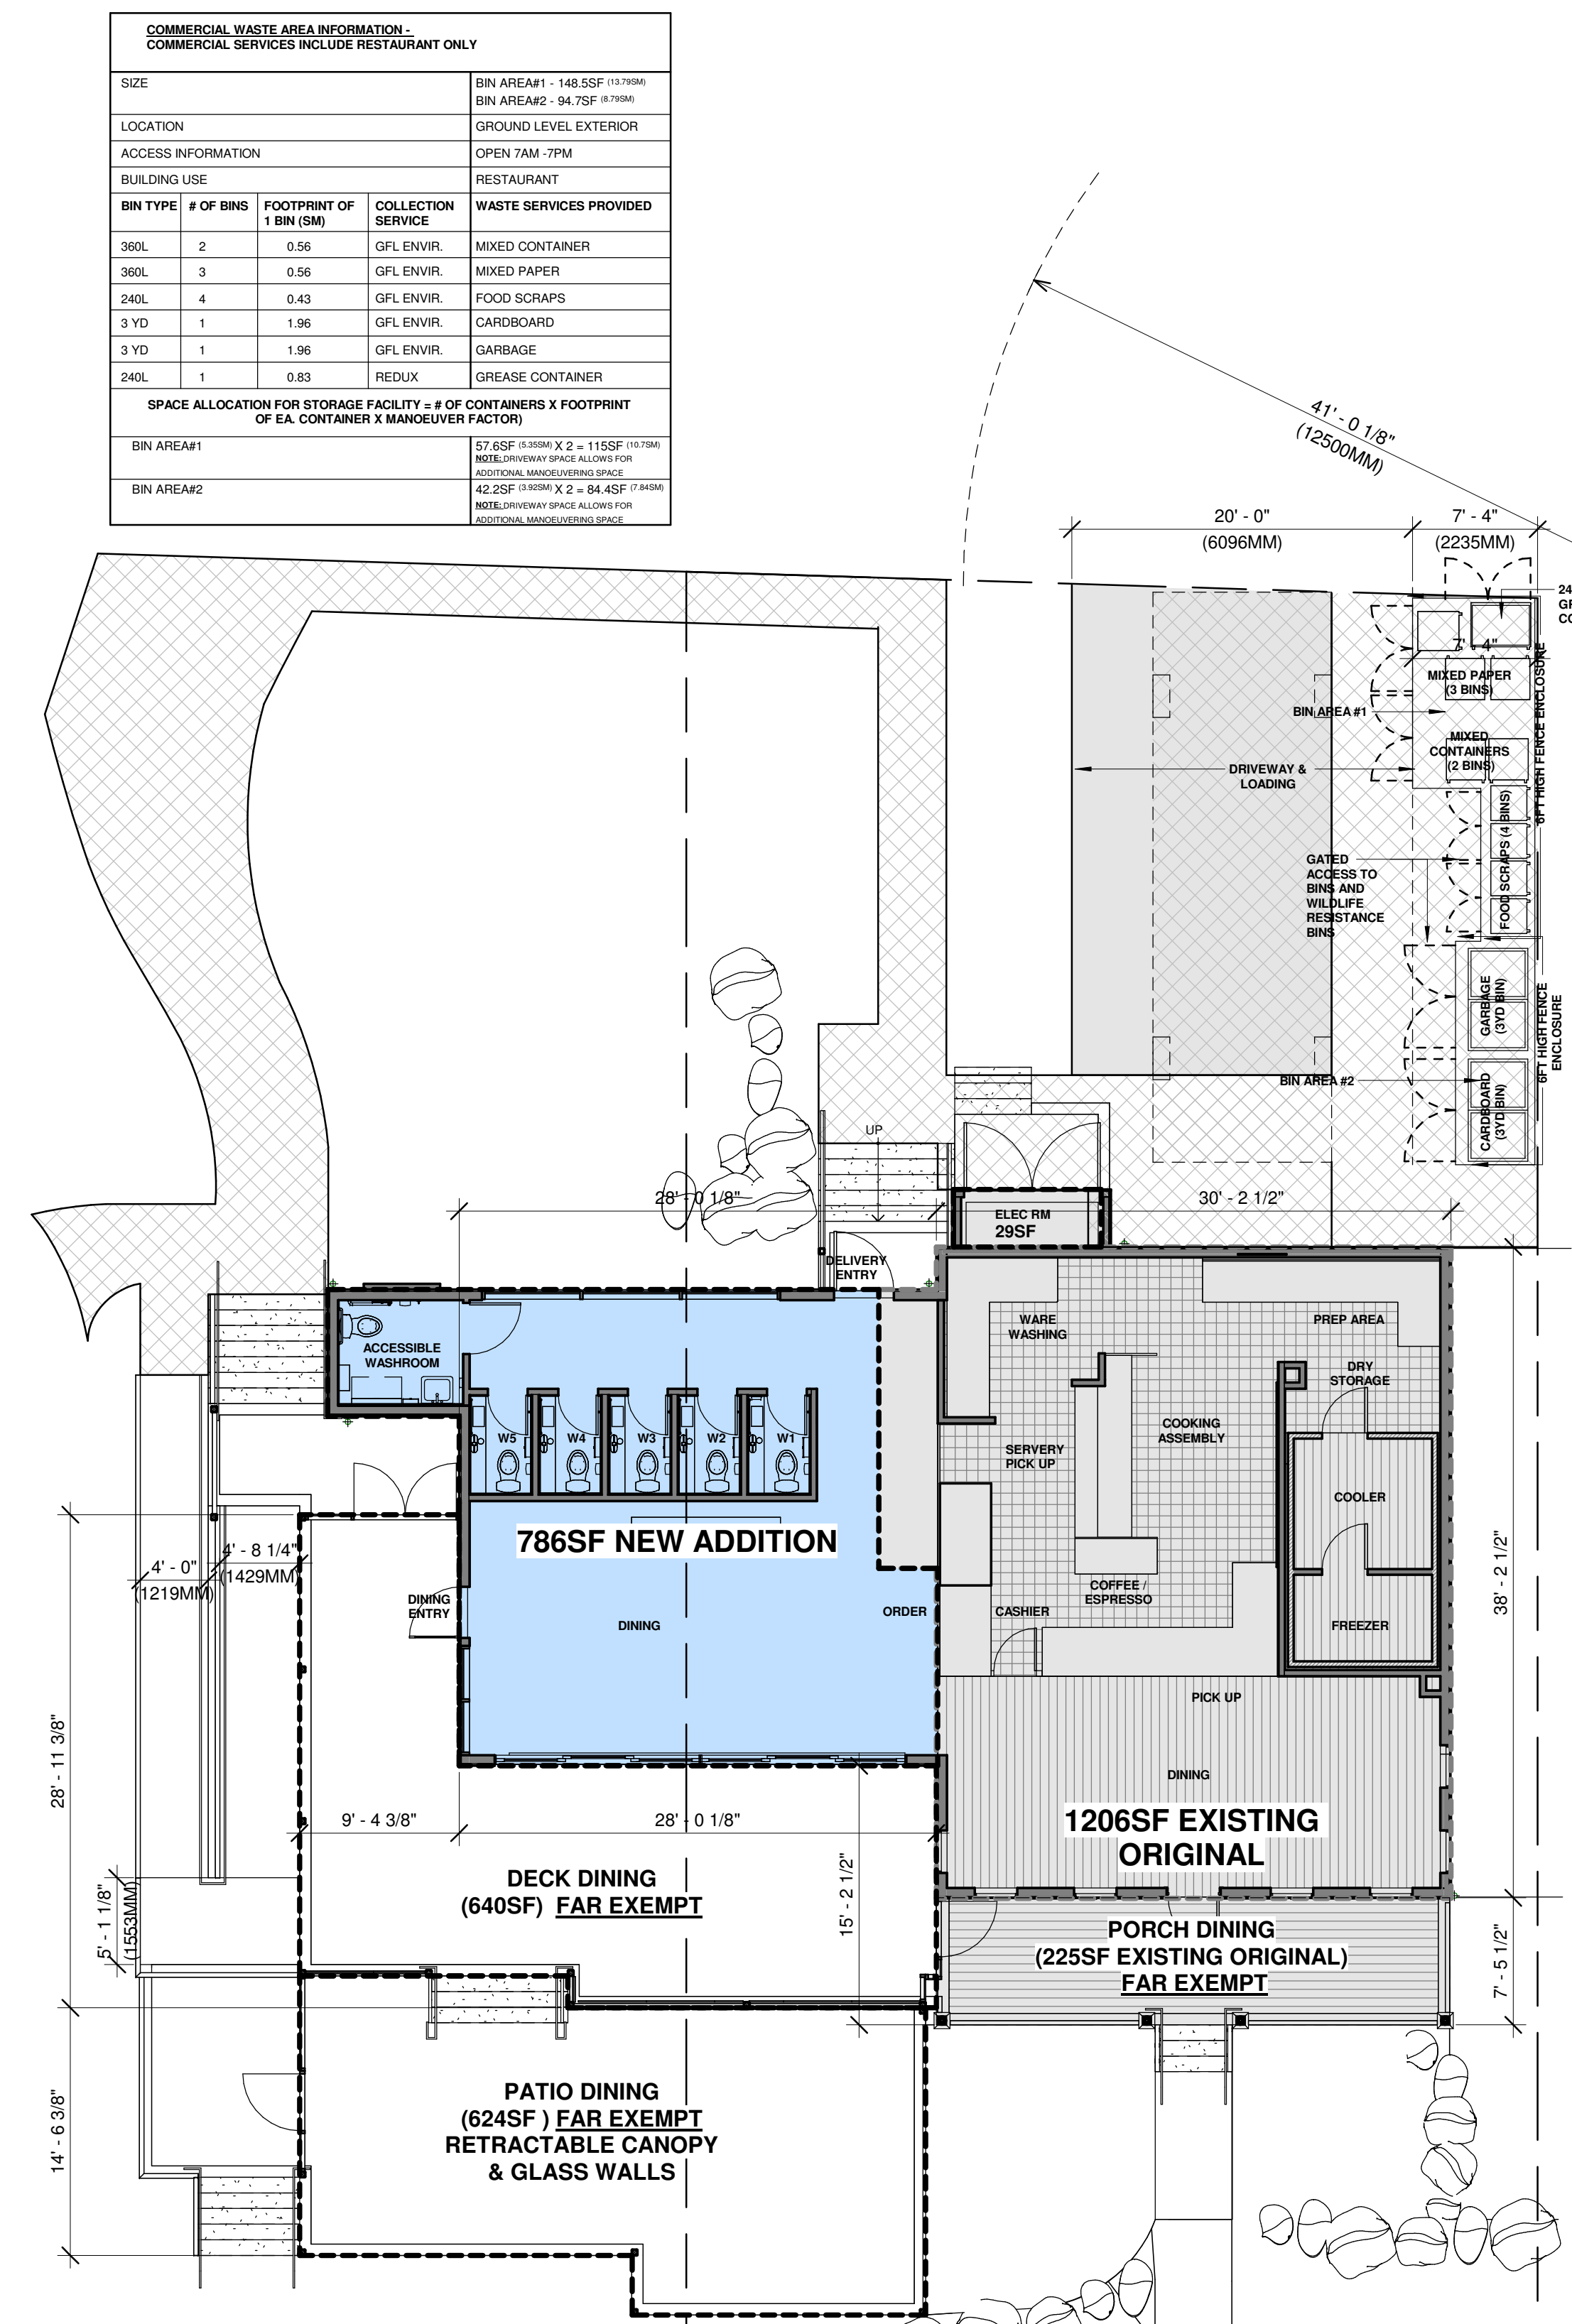 COMMERCIAL WASTE AREA INFORMATION -
COMMERCIAL SERVICES INCLUDE RESTAURANT ONLY
SIZE BIN AREA#1 - 148.5SF (13.79SM)
BIN AREA#2 - 94.7SF (8.79SM)
LOCATION GROUND LEVEL EXTERIOR
ACCESS INFORMATION OPEN 7AM -7PM
BUILDING USE RESTAURANT
BIN TYPE # OF BINS FOOTPRINT OF COLLECTION WASTE SERVICES PROVIDED
1 BIN (SM) SERVICE
360L 2 0.56 GFL ENVIR. MIXED CONTAINER
360L 3 0.56 GFL ENVIR. MIXED PAPER
240L 4 0.43 GFL ENVIR. FOOD SCRAPS
3 YD 1 1.96 GFL ENVIR. CARDBOARD
3 YD 1 1.96 GFL ENVIR. GARBAGE
240L 1 0.83 REDUX GREASE CONTAINER
SPACE ALLOCATION FOR STORAGE FACILITY = # OF CONTAINERS X FOOTPRINT
OF EA. CONTAINER X MANOEUVER FACTOR)
BIN AREA#1 57.6SF (5.35SM) X 2 = 115SF (10.7SM)
NOTE: DRIVEWAY SPACE ALLOWS FOR
ADDITIONAL MANOEUVERING SPACE
BIN AREA#2 42.2SF (3.92SM) X 2 = 84.4SF (7.84SM)
NOTE: DRIVEWAY SPACE ALLOWS FOR
ADDITIONAL MANOEUVERING SPACE
41' - 0 1/8"
(12500MM)
20' - 0"
(6096MM)
7' - 4"
(2235MM)
24
GR
CO
7' - 4"
MIXED PAPER
(3 BINS)
BIN AREA #1
MIXED
CONTAINERS
(2 BINS)
6FT HIGH FENCE ENCLOSURE
DRIVEWAY &
LOADING
FOOD SCRAPS (4 BINS)
GATED
ACCESS TO
BINS AND
WILDLIFE
RESISTANCE
BINS
GARBAGE
(3YD BIN)
6FT HIGH FENCE
ENCLOSURE
BIN AREA #2
CARDBOARD
(3YD BIN)
UP
28' - 0 1/8"
30' - 2 1/2"
ELEC RM
29SF
DELIVERY
ENTRY
ACCESSIBLE
WASHROOM
WARE
WASHING
PREP AREA
DRY
STORAGE
COOKING
ASSEMBLY
SERVERY
PICK UP
W5 W4 W3 W2 W1
COOLER
786SF NEW ADDITION
4' - 8 1/4"
(1429MM)
4' - 0"
(1219MM)
38' - 2 1/2"
DINING
ENTRY
DINING
ORDER
CASHIER
COFFEE /
ESPRESSO
FREEZER
PICK UP
28' - 11 3/8"
DINING
9' - 4 3/8"
28' - 0 1/8"
1206SF EXISTING
ORIGINAL
DECK DINING
(640SF) FAR EXEMPT
15' - 2 1/2"
5' - 1 1/8"
(1553MM)
PORCH DINING
(225SF EXISTING ORIGINAL)
FAR EXEMPT
7' - 5 1/2"
PATIO DINING
(624SF ) FAR EXEMPT
RETRACTABLE CANOPY
& GLASS WALLS
14' - 6 3/8"